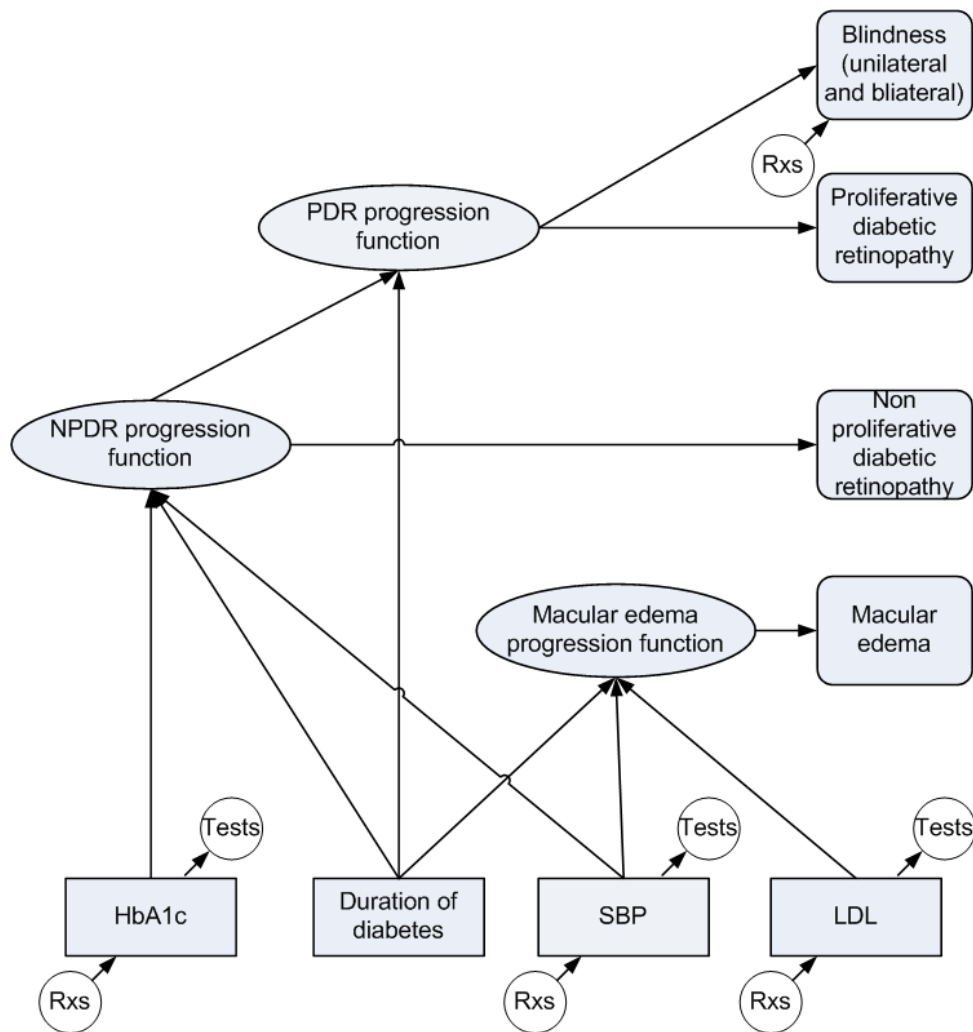 Blindness
(unilateral
and bliateral)
Rxs
PDR progression
function
Proliferative
diabetic
retinopathy
NPDR progression
function
Non
proliferative
diabetic
retinopathy
Macular edema
progression function
Macular
edema
Tests
Tests
Tests
HbA1c
Duration of
diabetes
SBP
LDL
Rxs
Rxs
Rxs